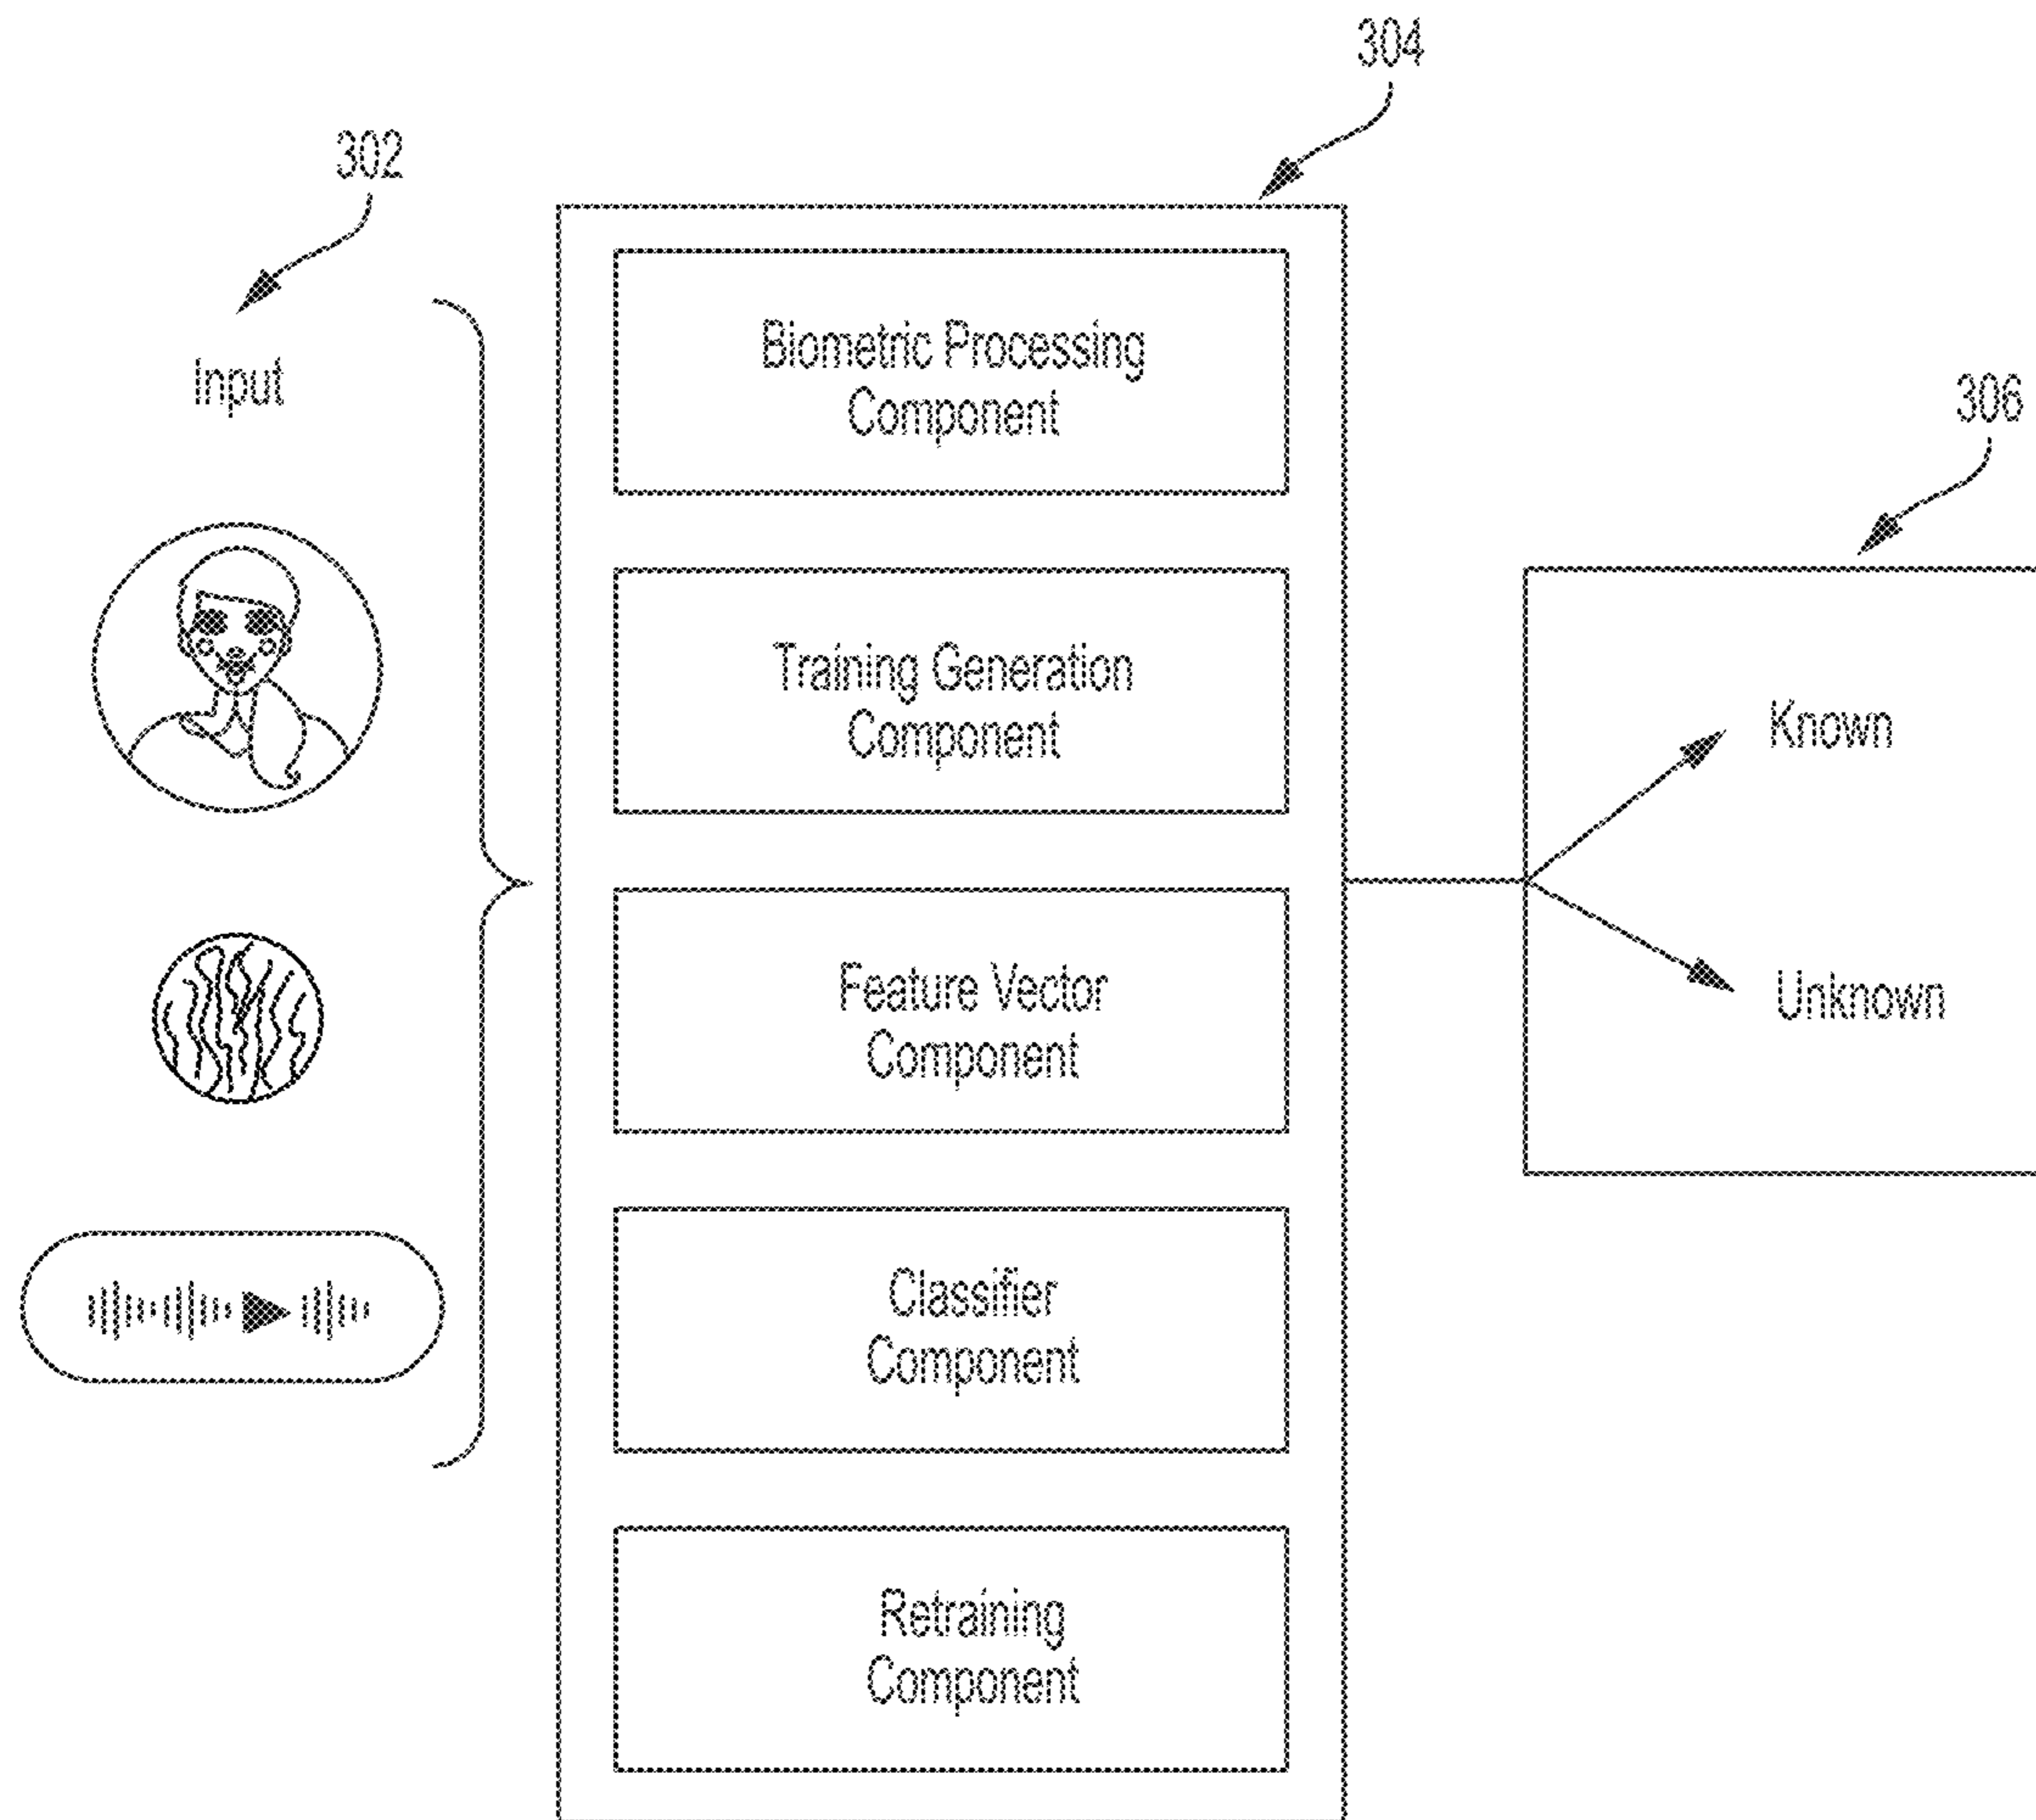 304
302
Input
Biometric Processing
Component
306
Training Generation
Component
Known
Feature Vector
Component
Unknown
Classifier
Component
Retraining
Component